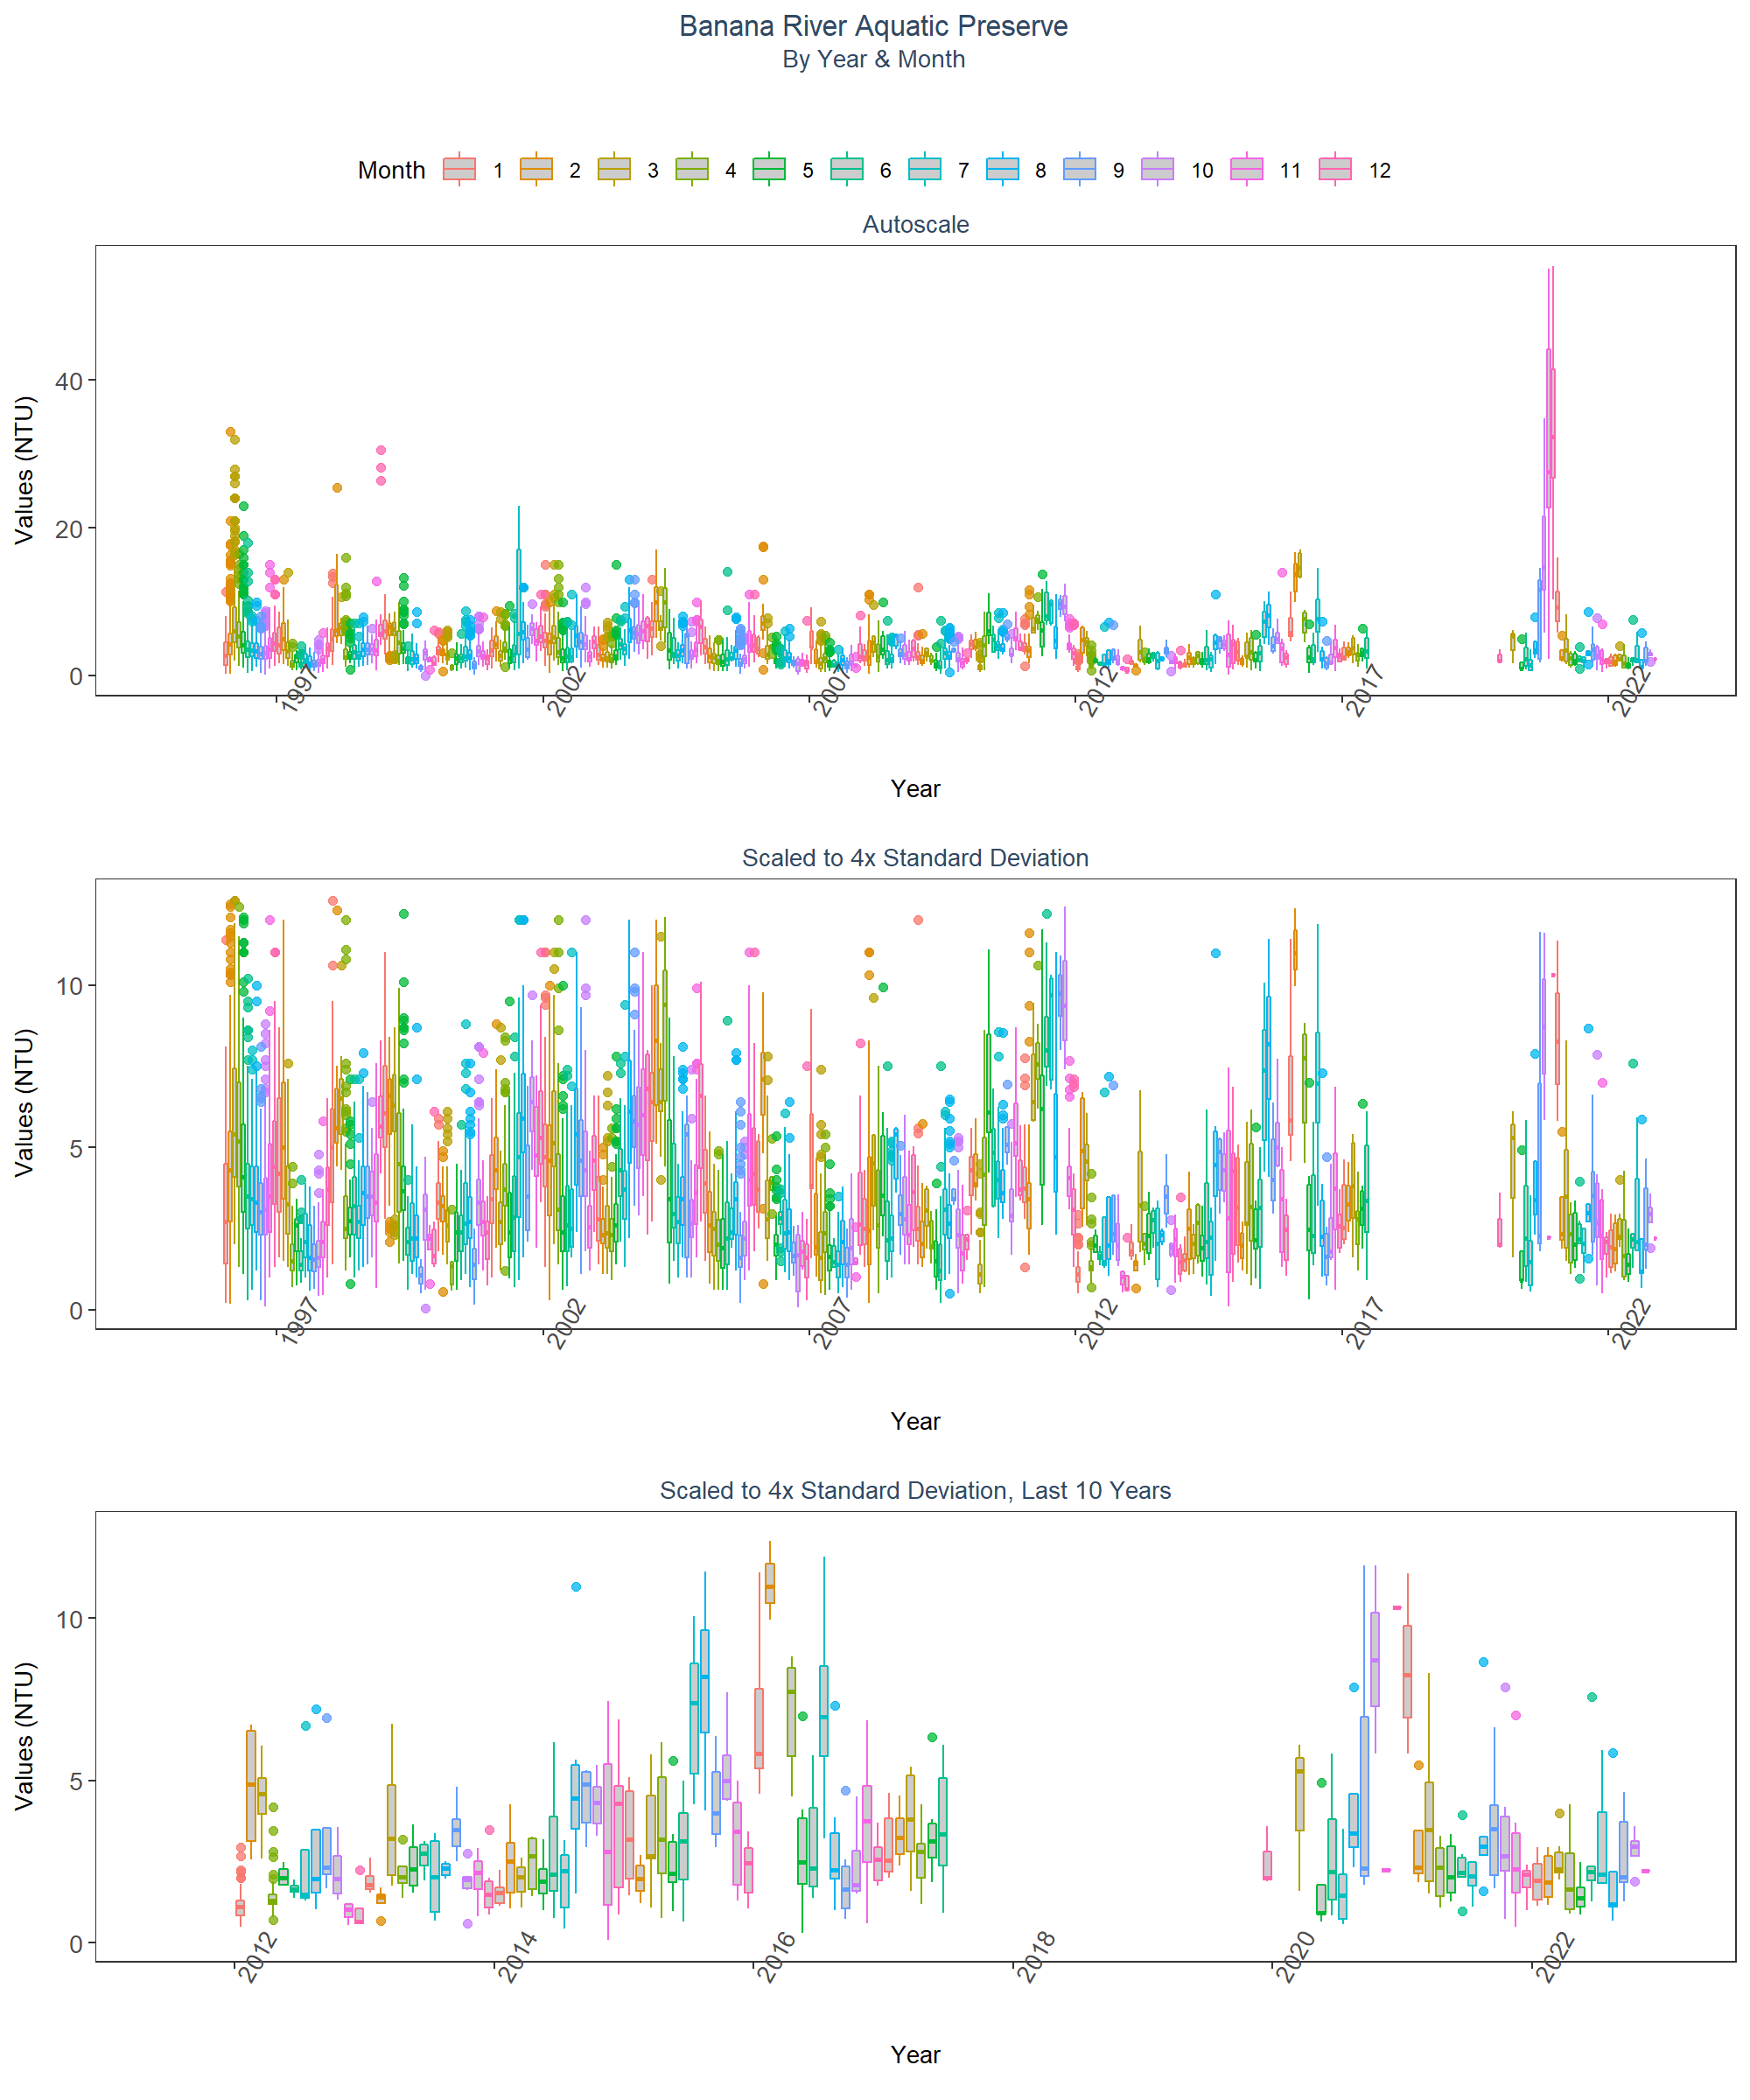 Banana River Aquatic Preserve
By Year & Month
Month 1 2 3 4 5 6 7 8 9 10 11 12
Autoscale
Values (NTU)
40
20
0
1997 2002 2007 2012 2017 2022
Year
Scaled to 4x Standard Deviation
Values (NTU)
10
5
0
1997 2002 2007 2012 2017 2022
Year
Scaled to 4x Standard Deviation, Last 10 Years
Values (NTU)
10
5
0
2012 2014 2016 2018 2020 2022
Year